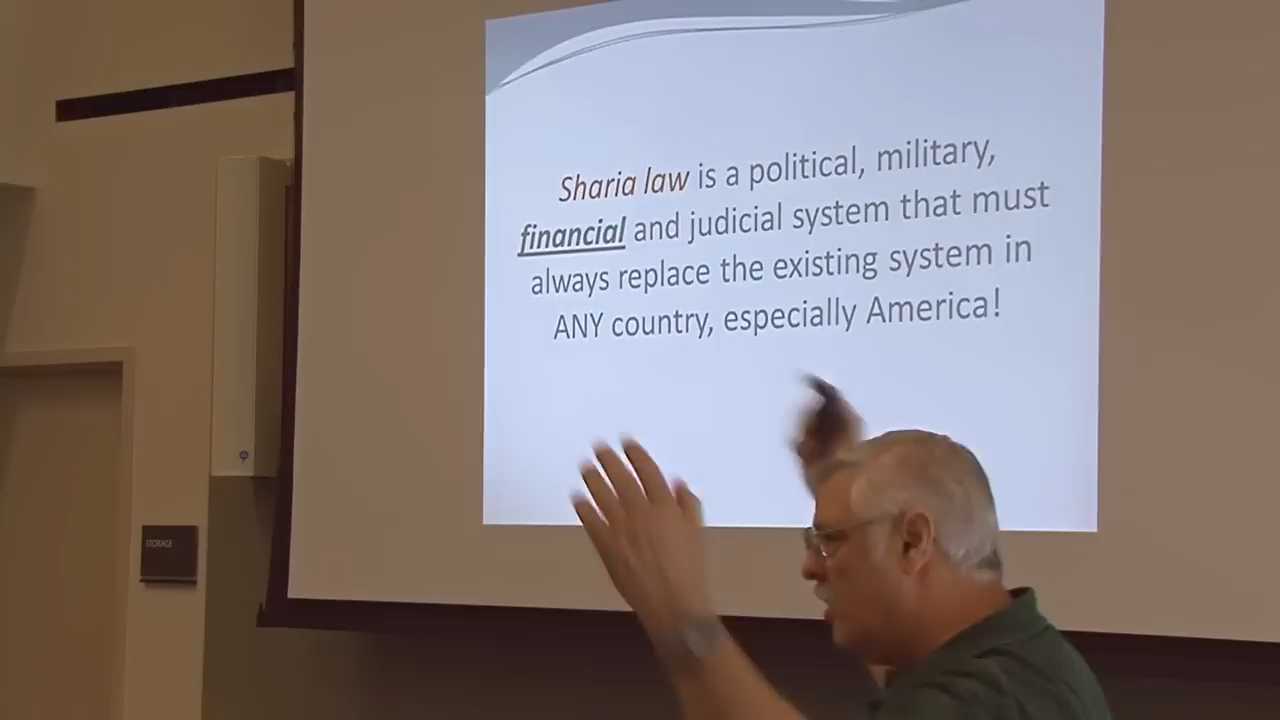 Sharia law is a political, military,
financial and judicial system that must
always replace the existing system in
ANY country, especially America!
STORAGE